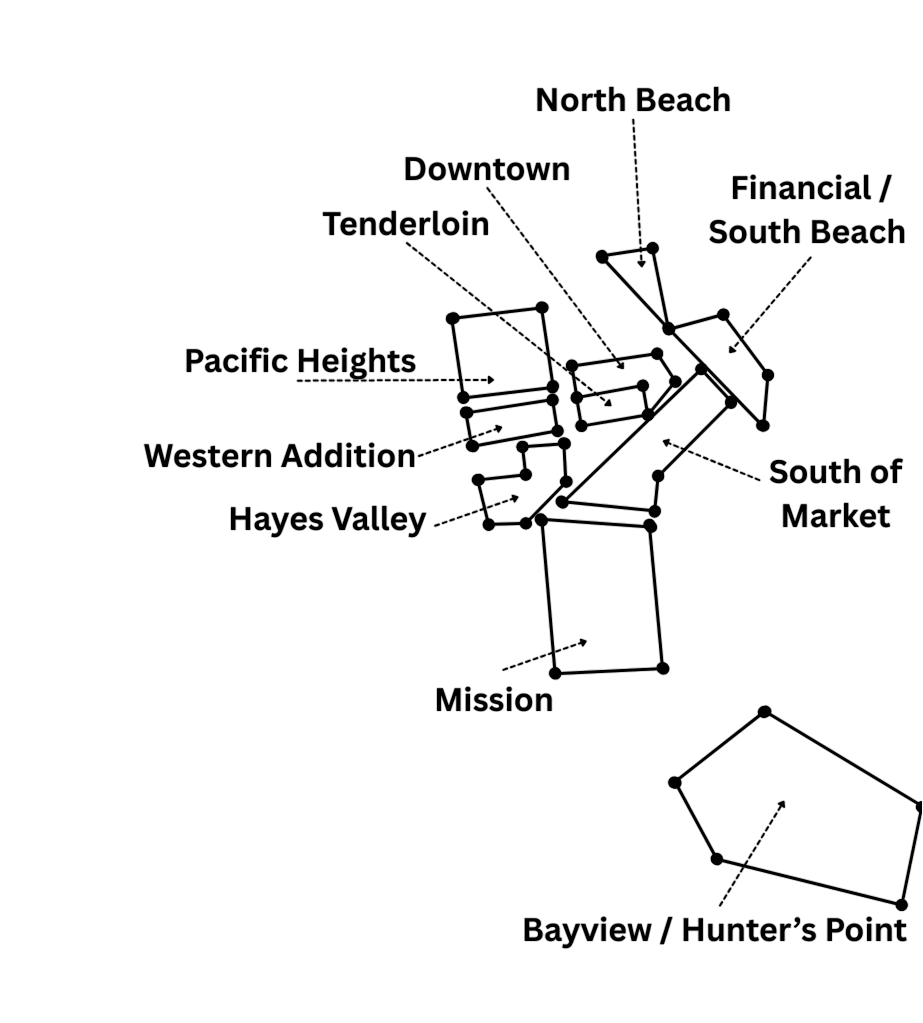 North Beach
Downtown
Financial /
South Beach
Tenderloin
Pacific Heights
Western Addition
South of
Market
Hayes Valley
Mission
Bayview / Hunter’s Point